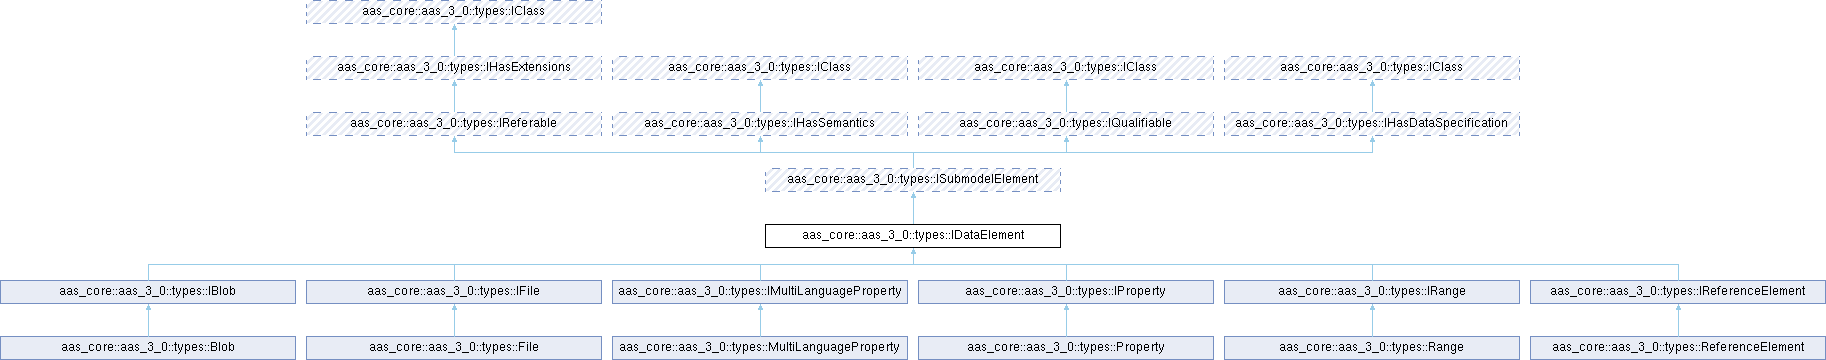 aas_core::aas_3_0::types::IClass
aas_core::aas_3_0::types::IHasExtensions
aas_core::aas_3_0::types::IClass
aas_core::aas_3_0::types::IClass
aas_core::aas_3_0::types::IClass
aas_core::aas_3_0::types::IReferable
aas_core::aas_3_0::types::IHasSemantics
aas_core::aas_3_0::types::IQualifiable
aas_core::aas_3_0::types::IHasDataSpecification
aas_core::aas_3_0::types::ISubmodelElement
aas_core::aas_3_0::types::IDataElement
aas_core::aas_3_0::types::IBlob
aas_core::aas_3_0::types::IFile
aas_core::aas_3_0::types::IMultiLanguageProperty
aas_core::aas_3_0::types::IProperty
aas_core::aas_3_0::types::IRange
aas_core::aas_3_0::types::IReferenceElement
aas_core::aas_3_0::types::Blob
aas_core::aas_3_0::types::File
aas_core::aas_3_0::types::MultiLanguageProperty
aas_core::aas_3_0::types::Property
aas_core::aas_3_0::types::Range
aas_core::aas_3_0::types::ReferenceElement